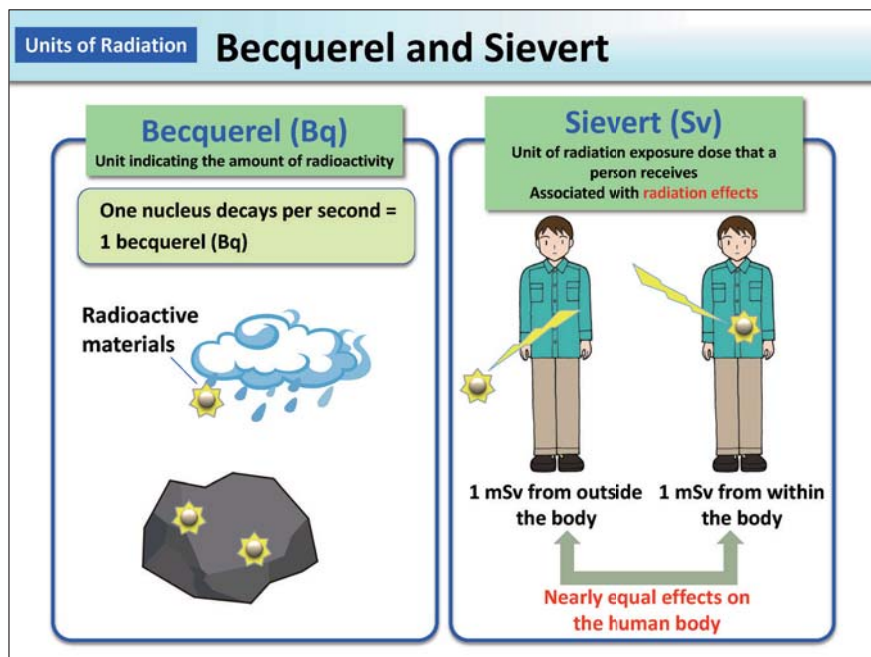 Units of Radiation
Becquerel and Sievert
Becquerel (Bq)
Unit indicating the amount of radioactivity
One nucleus decays per second =
1 becquerel (Bq)
Radioactive
materials
Sievert (Sv)
Unit of radiation exposure dose that a
person receives
Associated with radiation effects
1 mSv from outside
the body
1 mSv from within
the body
Nearly equal effects on
the human body